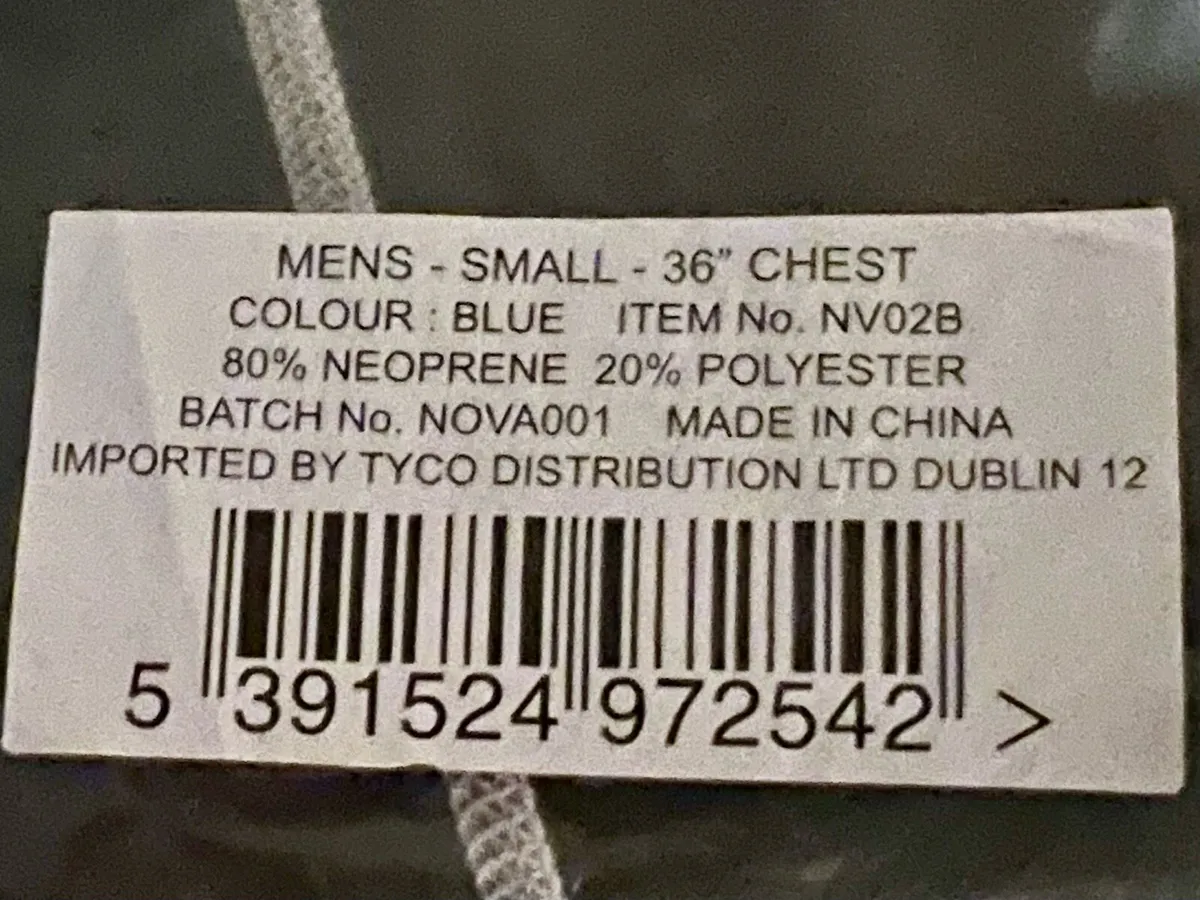 MENS - SMALL - 36” CHEST
COLOUR : BLUE ITEM No. NV02B
80% NEOPRENE 20% POLYESTER
BATCH No. NOVA001 MADE IN CHINA
IMPORTED BY TYCO DISTRIBUTION LTD DUBLIN 12
5 391524 972542 >